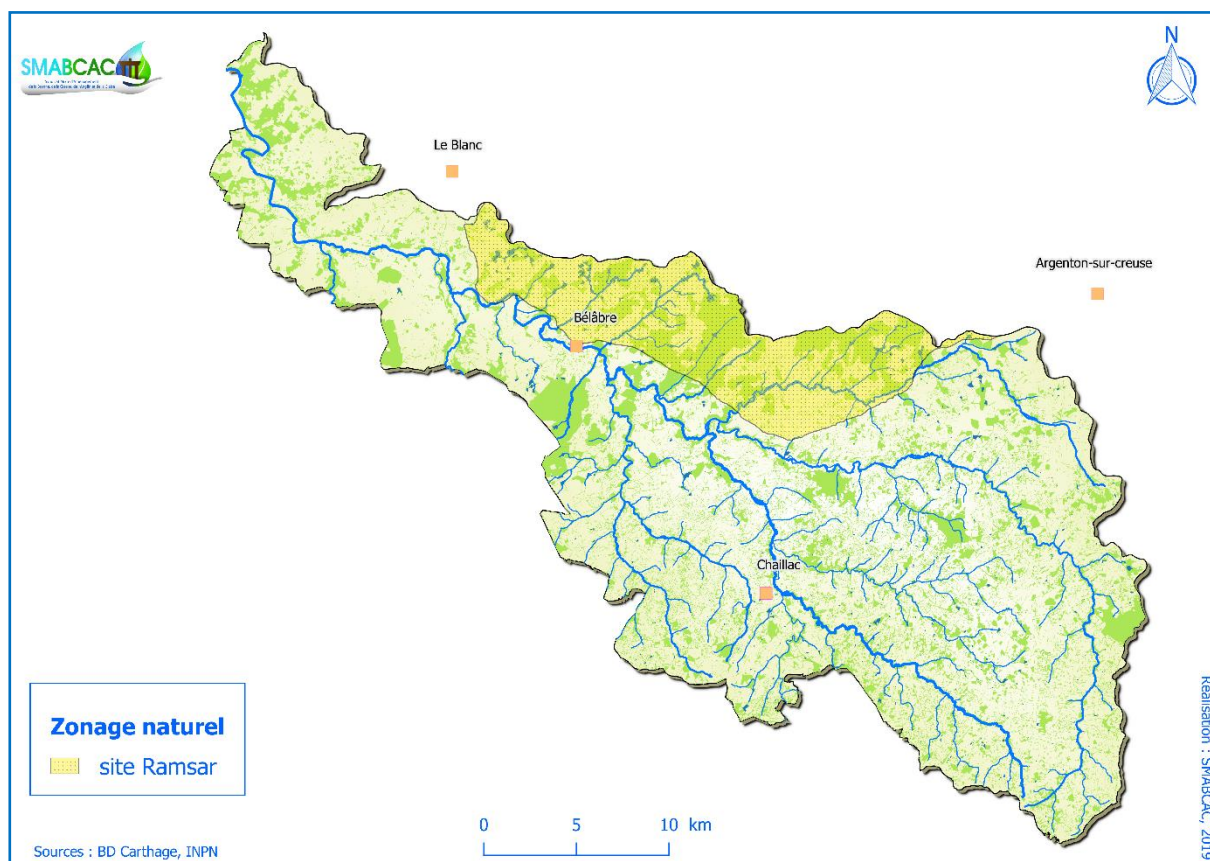 SMABCAC
N
Le Blanc
Argenton-sur-creuse
Bélâbre
Chaillac
Zonage naturel
site Ramsar
0 5 10 km
Sources : BD Carthage, INPN
Réalisation : SMABCAC, 2019